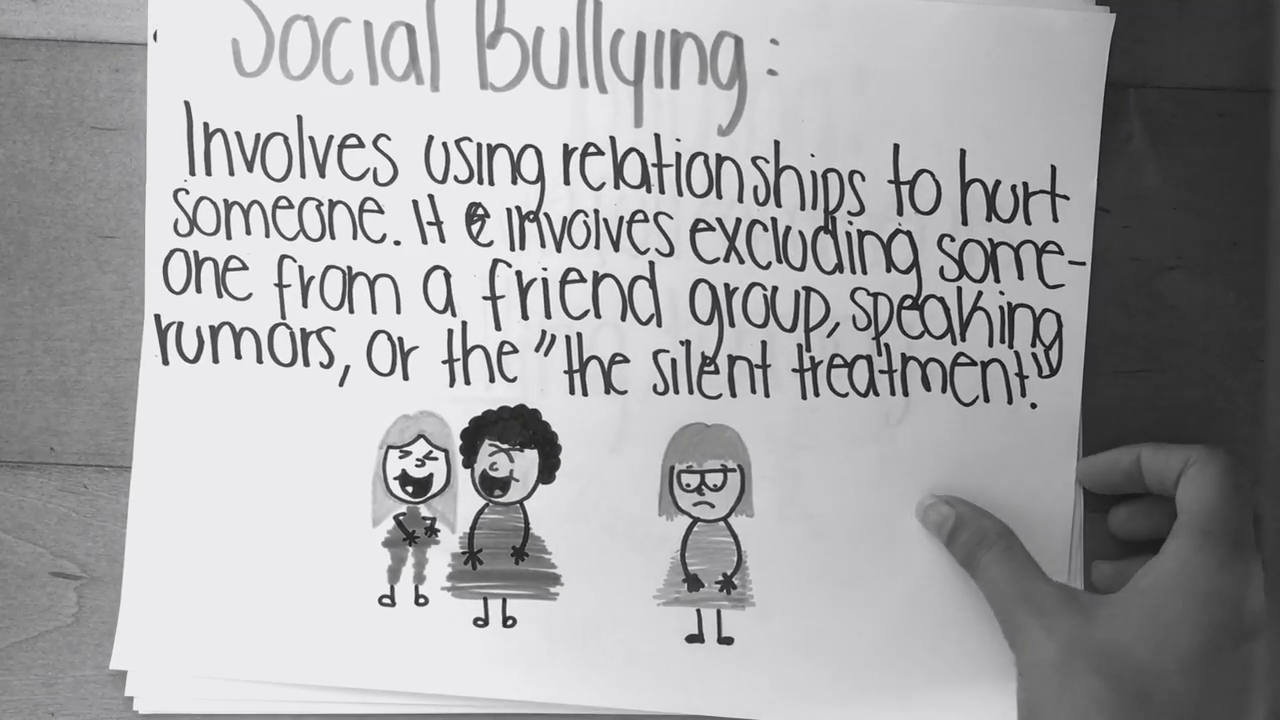 Social Bullying:
Involves using relationships to hurt
someone. It involves excluding some-
one from a friend group, speaking
rumors, or the "the silent treatment."